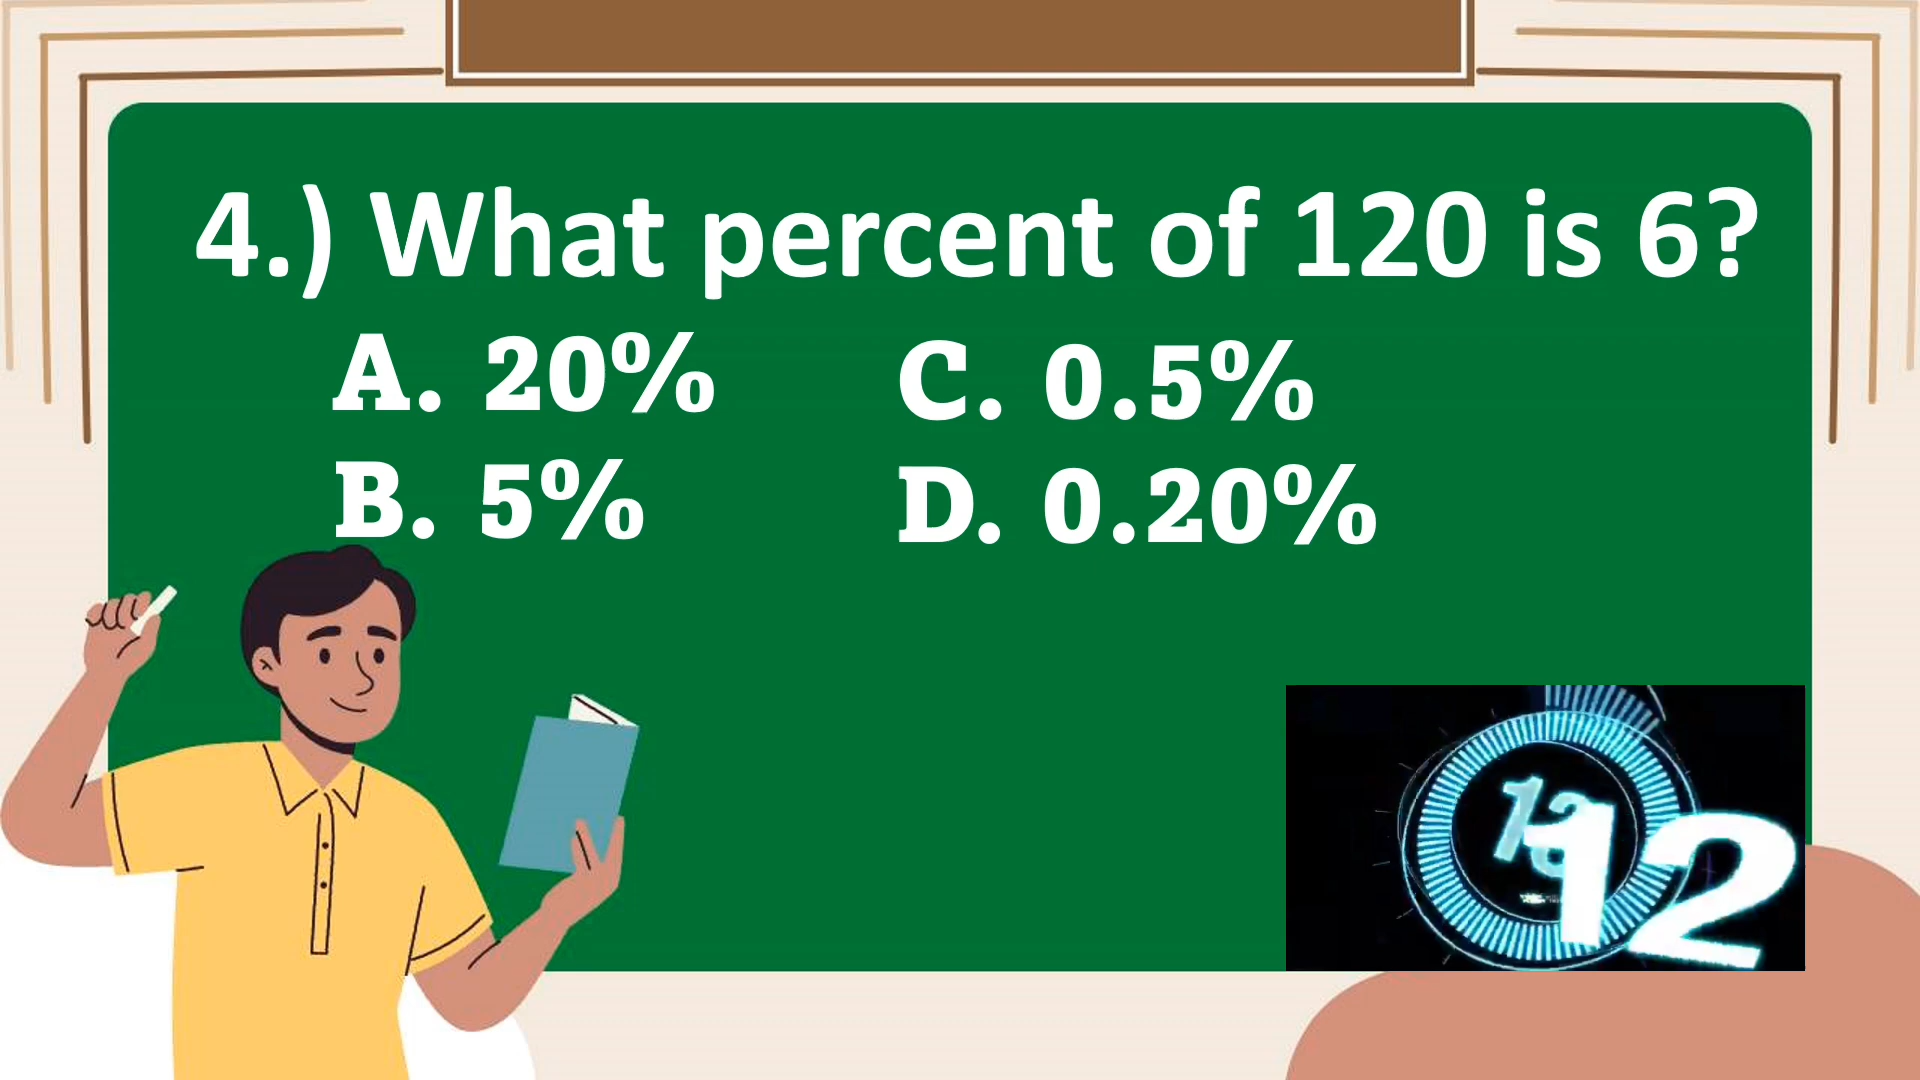 4.) What percent of 120 is 6?
A. 20%
B. 5%
C. 0.5%
D. 0.20%
12